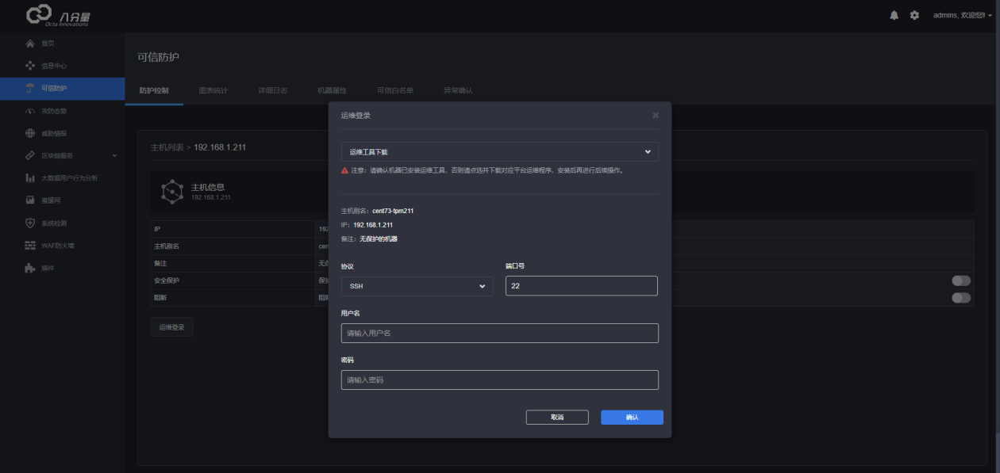 八分量
Octa Innovations
admins, 欢迎您!
首页
信息中心
可信防护
攻防态势
威胁情报
区块链服务
大数据用户行为分析
蜜罐网
系统检测
WAF防火墙
插件
可信防护
防护控制
图表统计
详细日志
机器属性
可信白名单
异常确认
主机列表 > 192.168.1.211
主机信息
192.168.1.211
IP
192
主机别名
cen
备注
安全保护
阻断
运维登录
运维登录
运维工具下载
注意：请确认机器已安装运维工具，否则请点选并下载对应平台运维程序，安装后再进行后续操作。
主机别名：cent73-tpm211
IP：192.168.1.211
备注：无保护的机器
协议
端口号
SSH
22
用户名
请输入用户名
密码
请输入密码
取消
确认